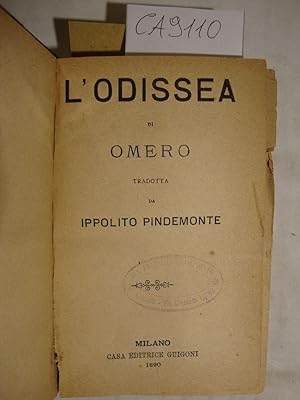 CA9110
L'ODISSEA
DI
OMERO
TRADOTTA
DA
IPPOLITO PINDEMONTE
MILANO
CASA EDITRICE GUIGONI
1890